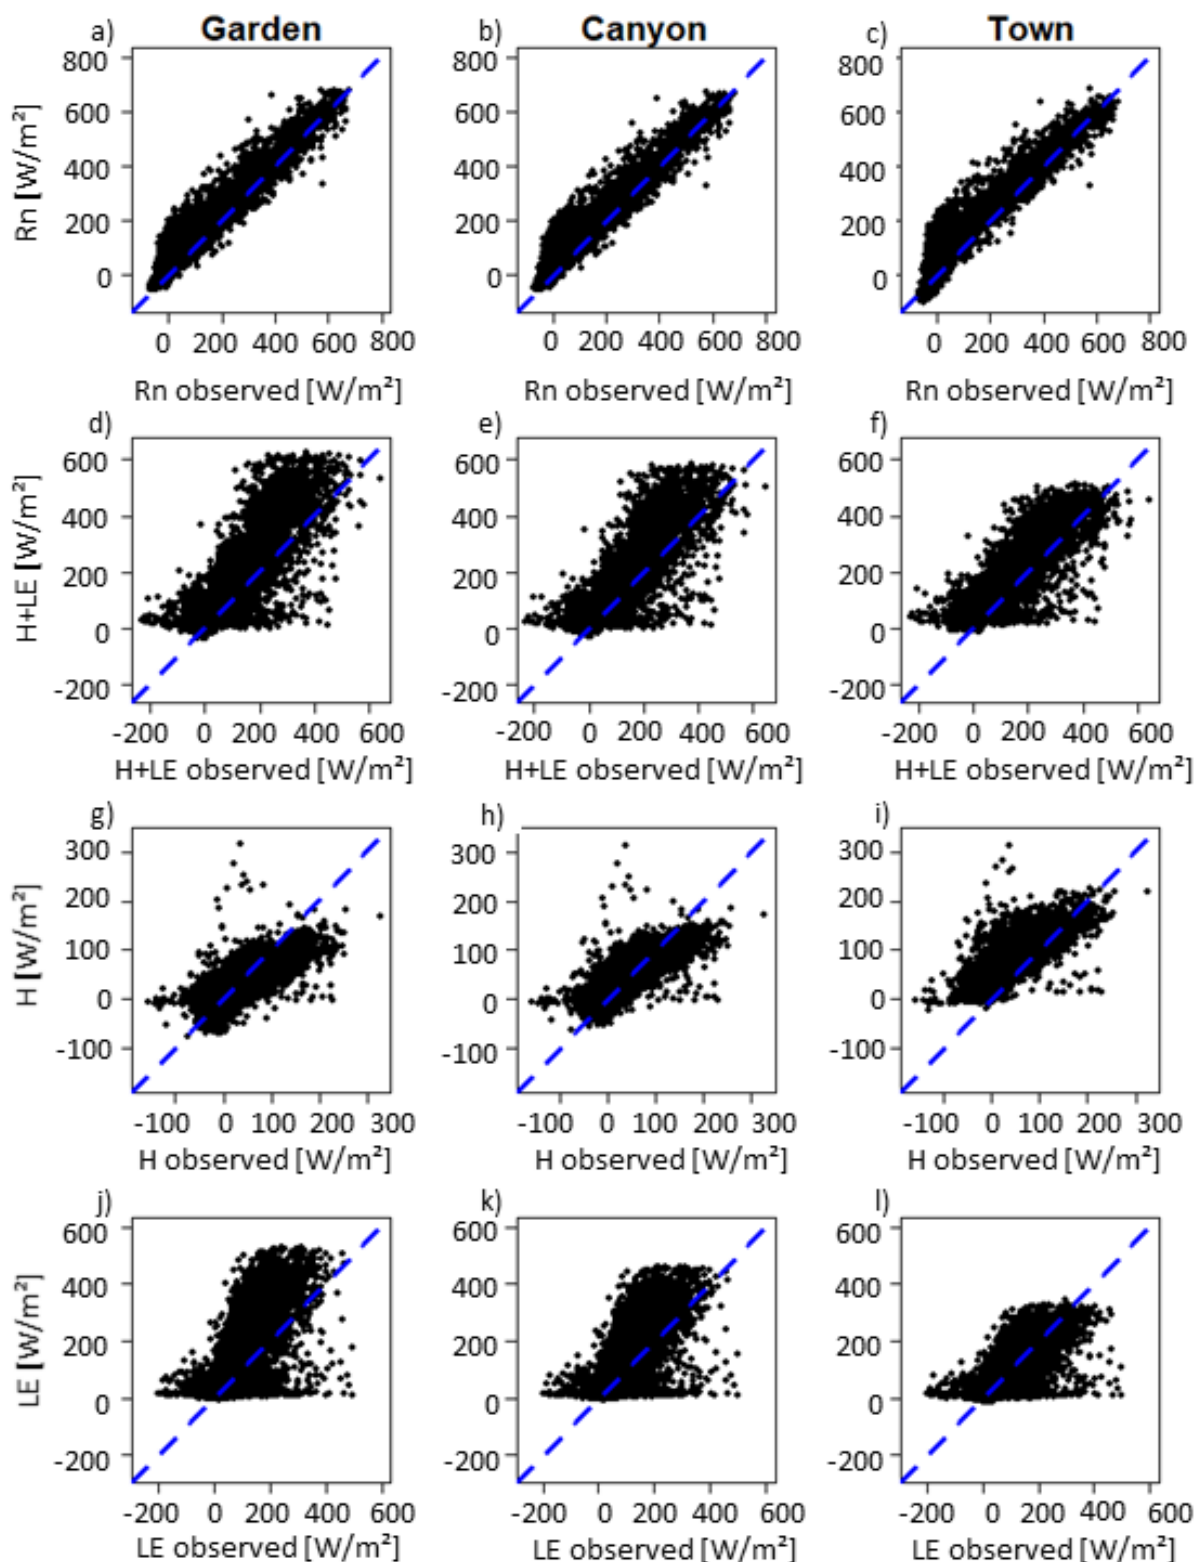 a) Garden b) Canyon c) Town
800 800 800
600 600 600
400 400 400
200 200 200
0 0 0
Rn [W/m²]
0 200 400 600 800 0 200 400 600 800 0 200 400 600 800
Rn observed [W/m²] Rn observed [W/m²] Rn observed [W/m²]
d) e) f)
600 600 600
400 400 400
200 200 200
0 0 0
-200 -200 -200
H+LE [W/m²]
-200 0 200 400 600 -200 0 200 400 600 -200 0 200 400 600
H+LE observed [W/m²] H+LE observed [W/m²] H+LE observed [W/m²]
g) h) i)
300 300 300
200 200 200
100 100 100
0 0 0
-100 -100 -100
H [W/m²]
-100 0 100 200 300 -100 0 100 200 300 -100 0 100 200 300
H observed [W/m²] H observed [W/m²] H observed [W/m²]
j) k) l)
600 600 600
400 400 400
200 200 200
0 0 0
-200 -200 -200
LE [W/m²]
-200 0 200 400 600 -200 0 200 400 600 -200 0 200 400 600
LE observed [W/m²] LE observed [W/m²] LE observed [W/m²]